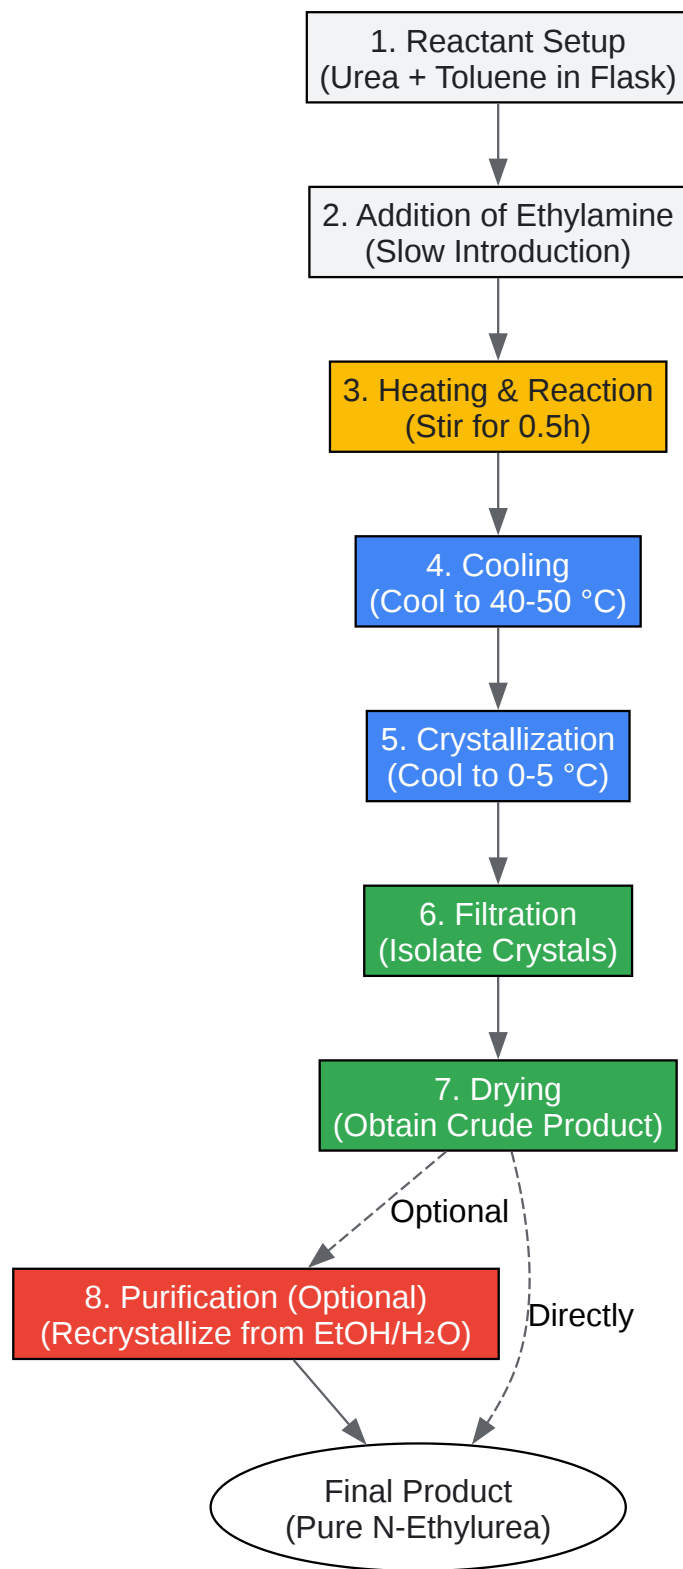 1. Reactant Setup
(Urea + Toluene in Flask)
2. Addition of Ethylamine
(Slow Introduction)
3. Heating & Reaction
(Stir for 0.5h)
4. Cooling
(Cool to 40-50 °C)
5. Crystallization
(Cool to 0-5 °C)
6. Filtration
(Isolate Crystals)
7. Drying
(Obtain Crude Product)
Optional
8. Purification (Optional)
(Recrystallize from EtOH/H₂O)
Directly
Final Product
(Pure N-Ethylurea)